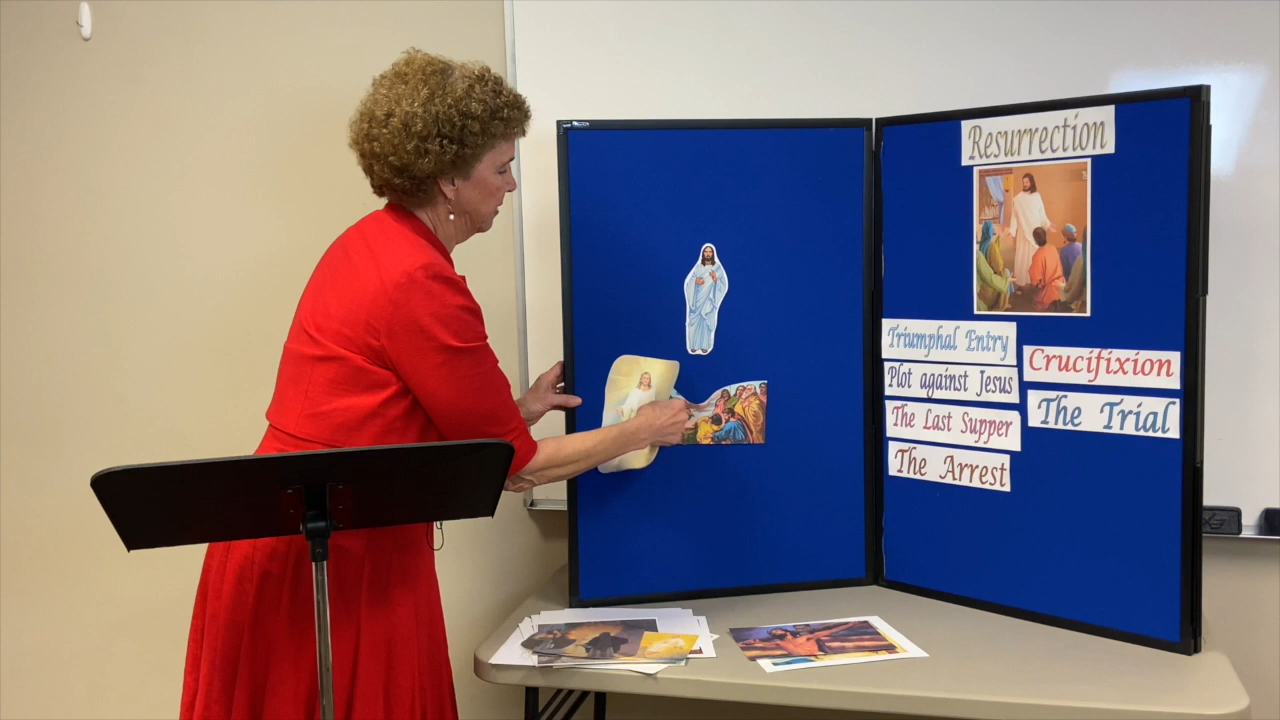 Resurrection
Triumphal Entry
Plot against Jesus
The Last Supper
The Arrest
Crucifixion
The Trial